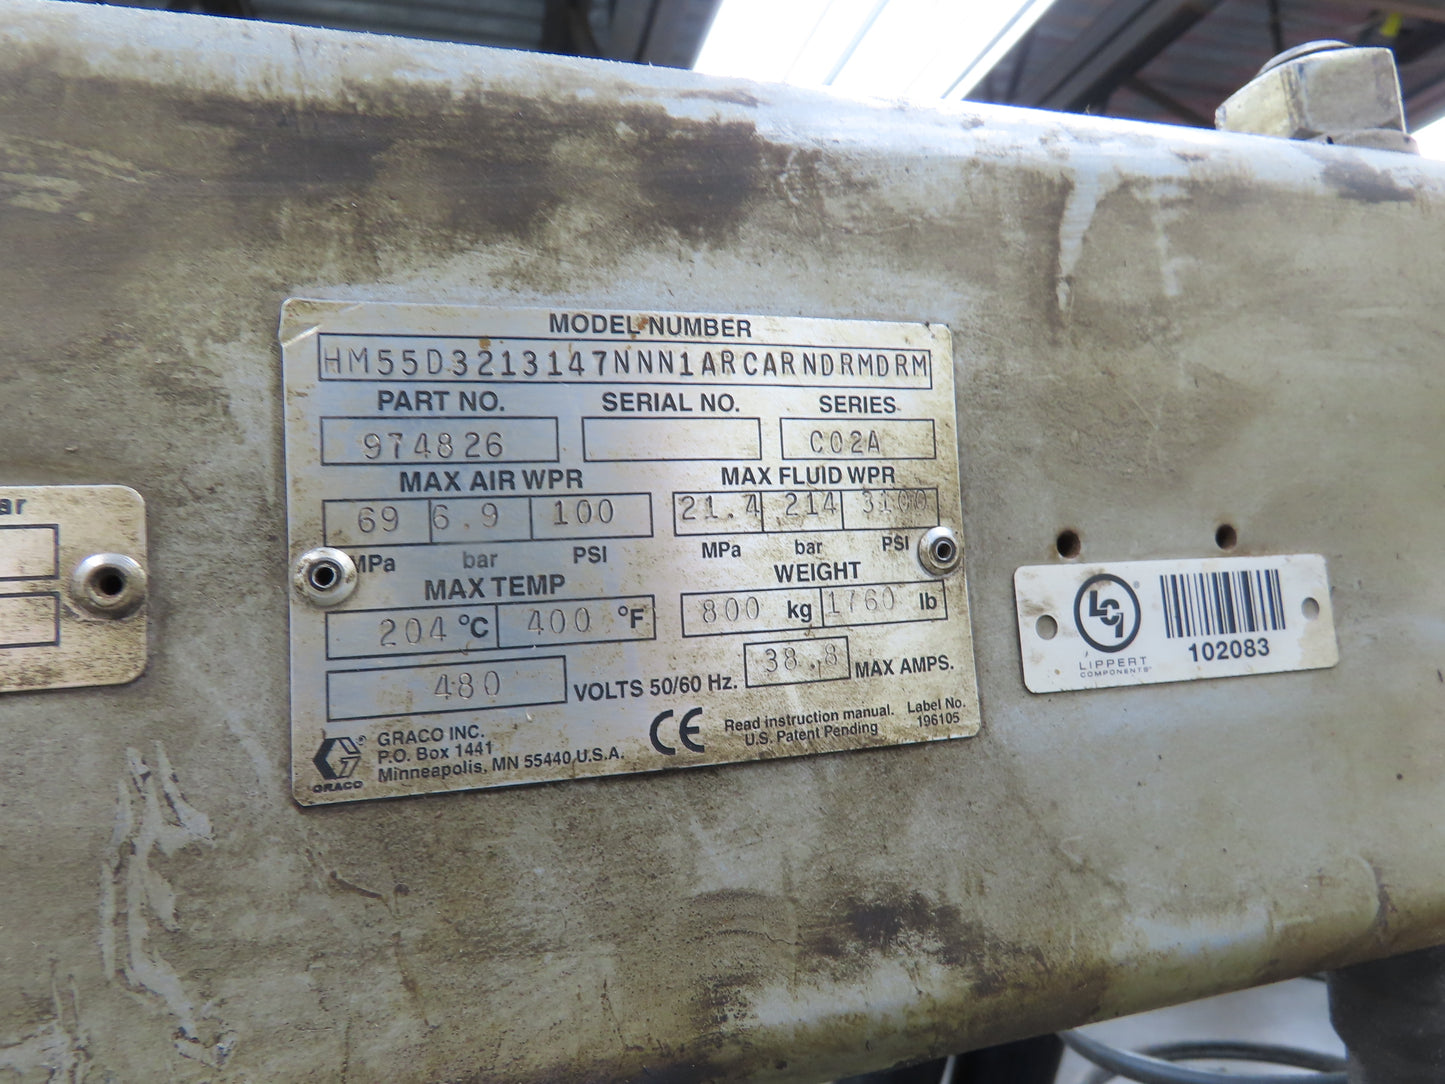 ar
MODEL NUMBER
HM55D3213147NNN1ARCARNDRMDRM
PART NO. SERIAL NO. SERIES
974826 C02A
MAX AIR WPR MAX FLUID WPR
69 6.9 100 21.4 214 3100
MPa bar PSI MPa bar PSI
MAX TEMP WEIGHT
204 °C 400 °F 800 kg 1760 lb
480 VOLTS 50/60 Hz. 38.8 MAX AMPS.
GRACO INC.
P.O. Box 1441
Minneapolis, MN 55440 U.S.A.
GRACO
CE
Read instruction manual.
U.S. Patent Pending
Label No.
196105
LCI ®
LIPPERT
COMPONENTS®
102083